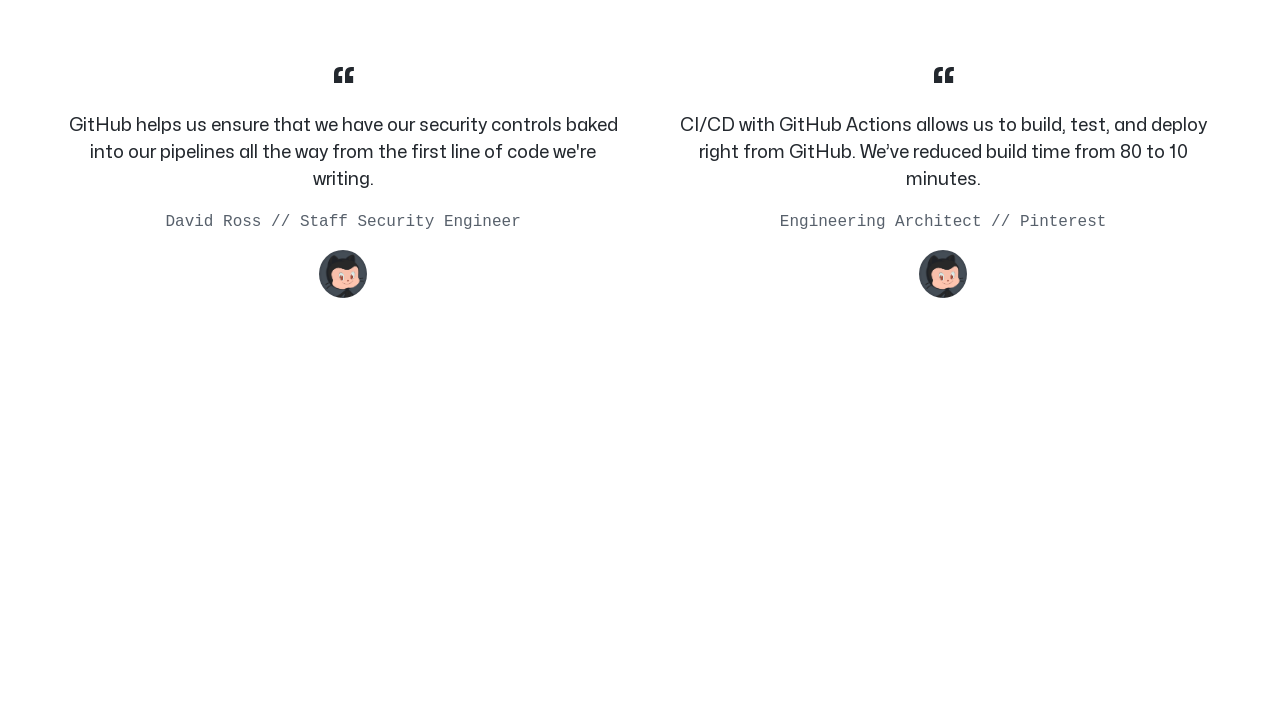 “
GitHub helps us ensure that we have our security controls baked
into our pipelines all the way from the first line of code we're
writing.
David Ross // Staff Security Engineer
“
CI/CD with GitHub Actions allows us to build, test, and deploy
right from GitHub. We’ve reduced build time from 80 to 10
minutes.
Engineering Architect // Pinterest